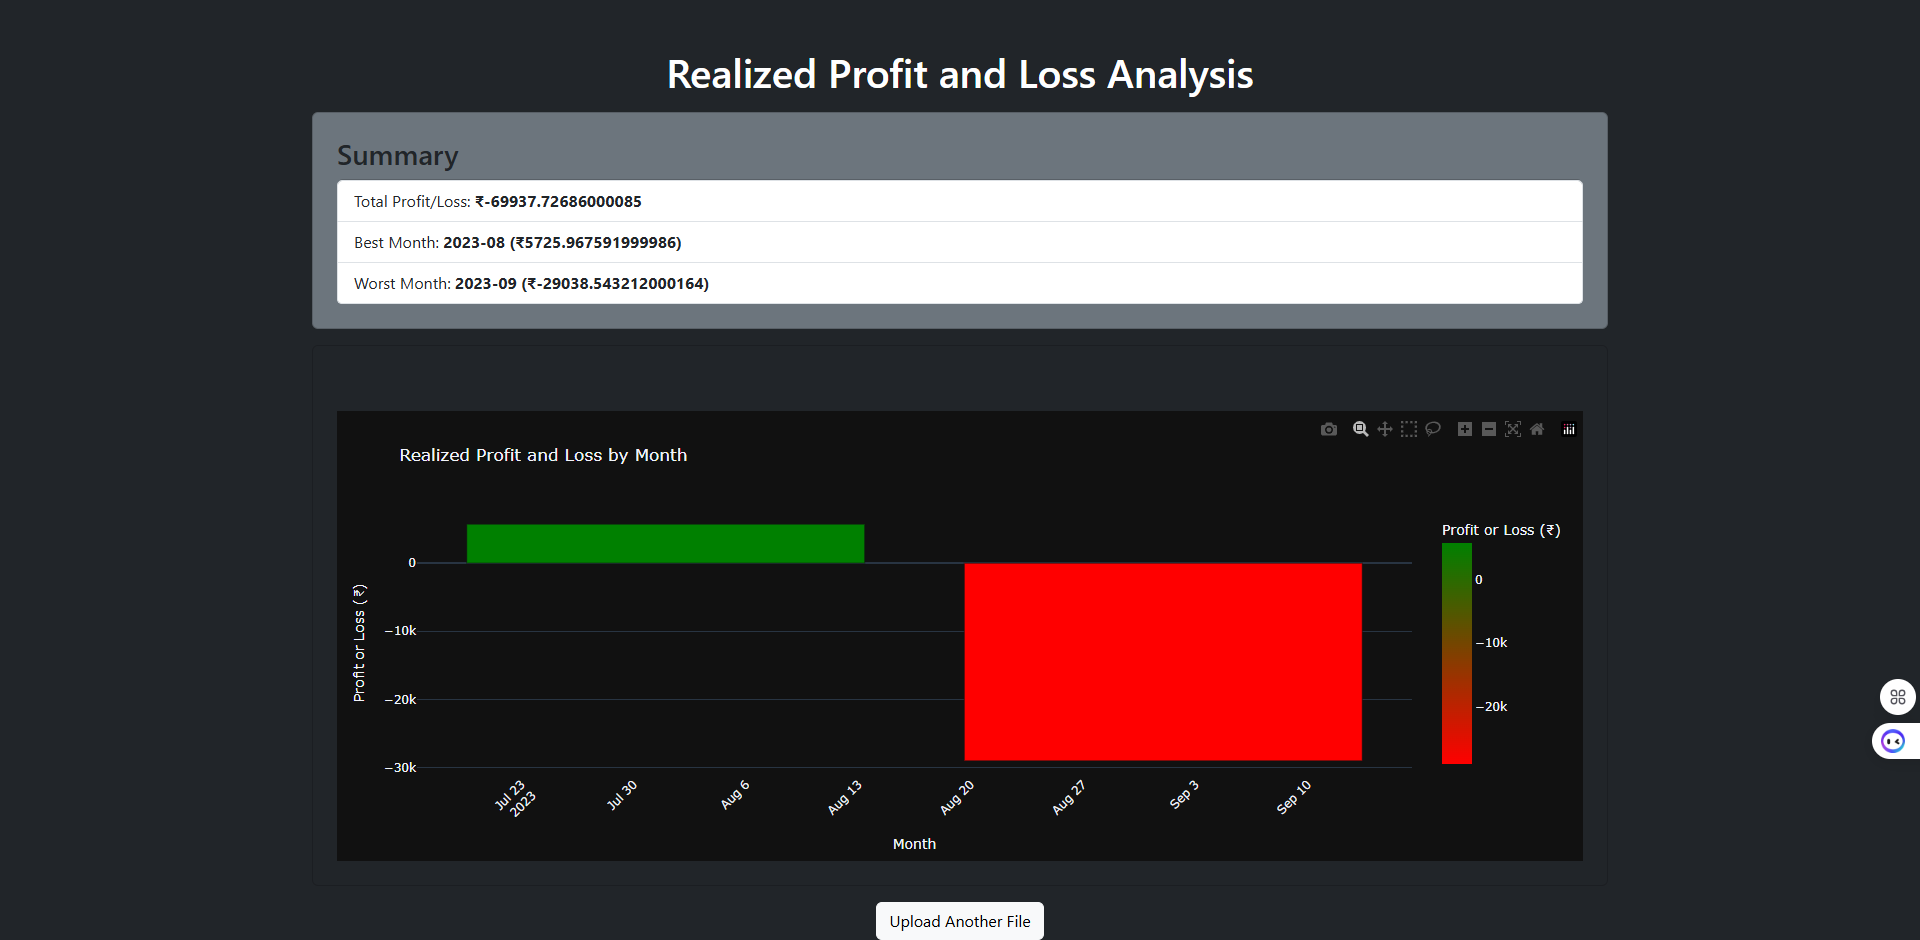 Realized Profit and Loss Analysis
Summary
Total Profit/Loss: ₹-69937.72686000085
Best Month: 2023-08 (₹5725.967591999986)
Worst Month: 2023-09 (₹-29038.543212000164)
Realized Profit and Loss by Month
Profit or Loss (₹)
0
−10k
−20k
−30k
Jul 23
2023
Jul 30
Aug 6
Aug 13
Aug 20
Aug 27
Sep 3
Sep 10
Month
Profit or Loss (₹)
0
−10k
−20k
Upload Another File